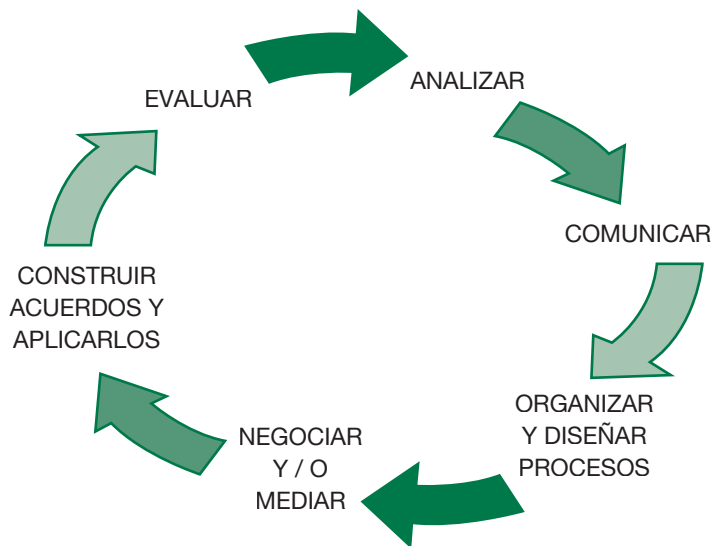 EVALUAR
ANALIZAR
COMUNICAR
ORGANIZAR
Y DISEÑAR
PROCESOS
NEGOCIAR
Y / O
MEDIAR
CONSTRUIR
ACUERDOS Y
APLICARLOS